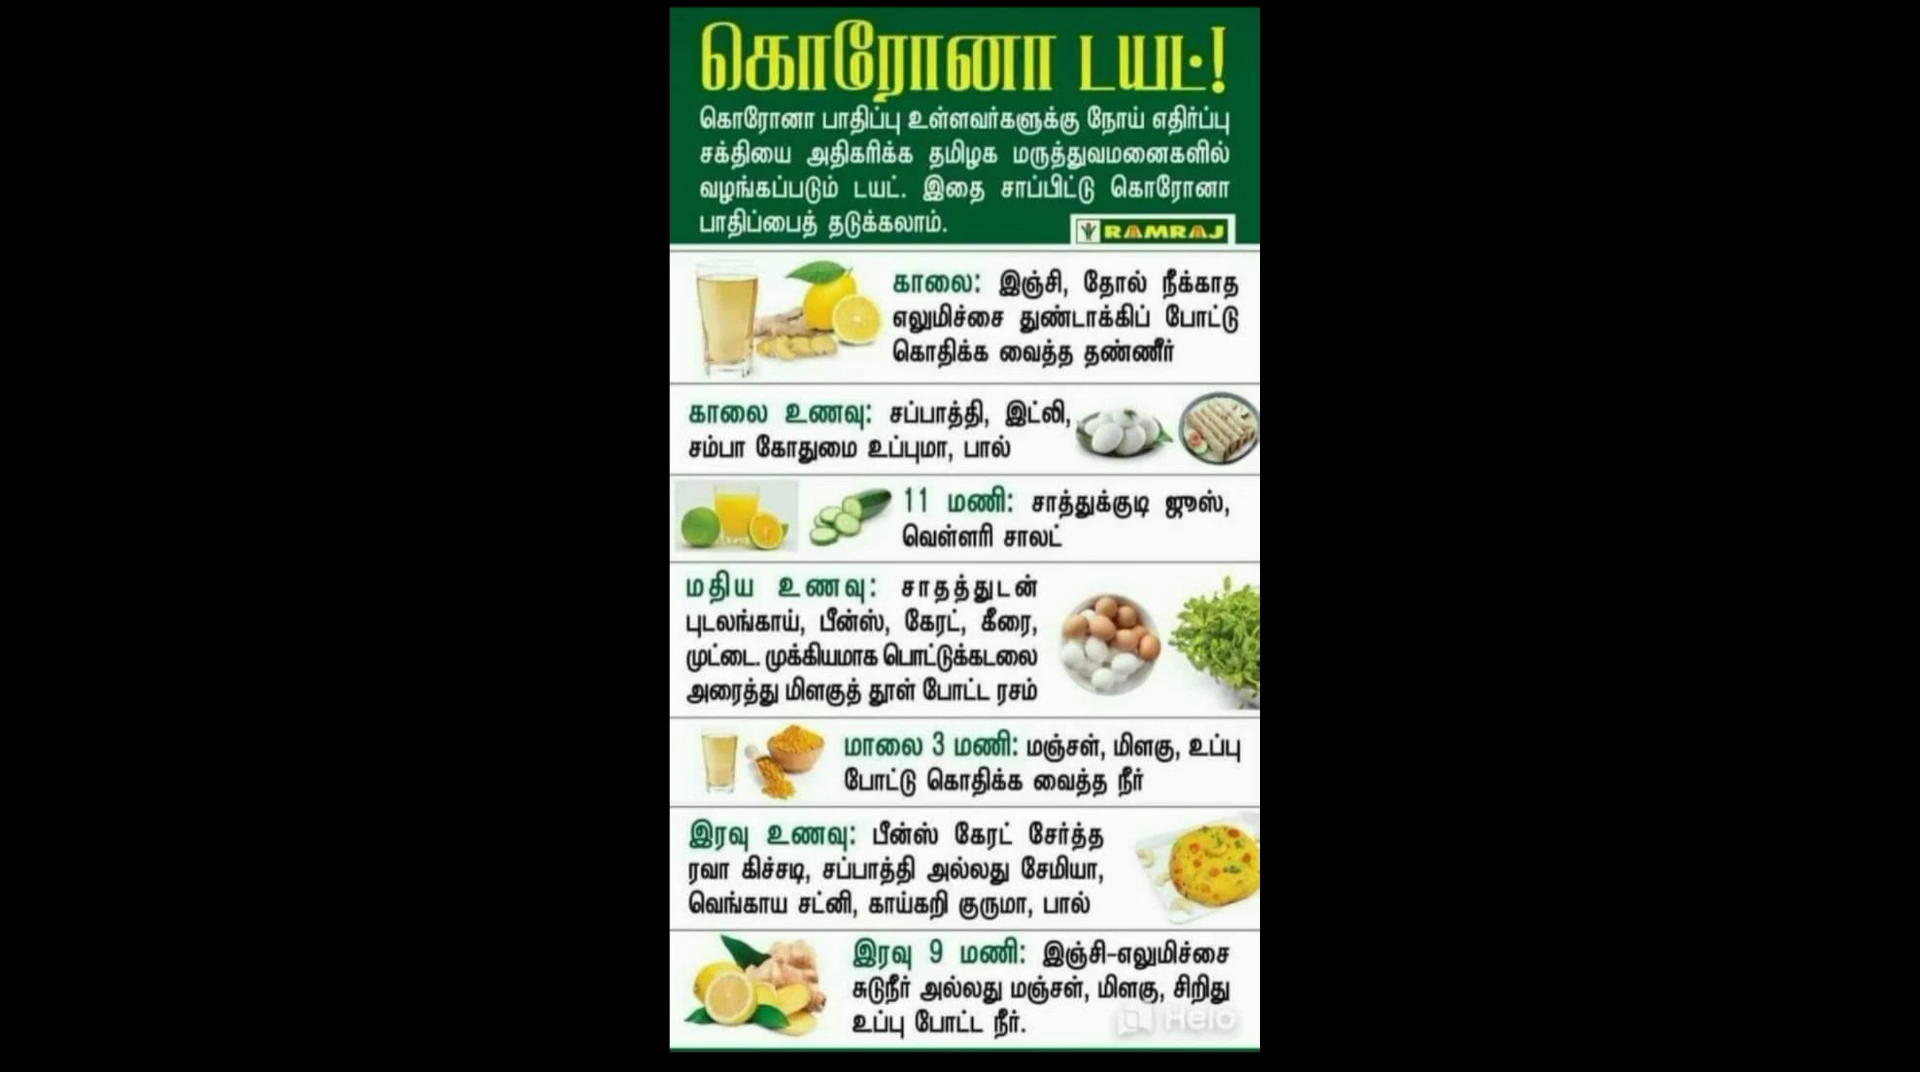 கொரோனா டயட்!
கொரோனா பாதிப்பு உள்ளவர்களுக்கு நோய் எதிர்ப்பு
சக்தியை அதிகரிக்க தமிழக மருத்துவமனைகளில்
வழங்கப்படும் டயட். இதை சாப்பிட்டு கொரோனா
பாதிப்பைத் தடுக்கலாம்.
RAMRAJ
காலை: இஞ்சி, தோல் நீக்காத
எலுமிச்சை துண்டாக்கிப் போட்டு
கொதிக்க வைத்த தண்ணீர்
காலை உணவு: சப்பாத்தி, இட்லி,
சம்பா கோதுமை உப்புமா, பால்
11 மணி: சாத்துக்குடி ஜூஸ்,
வெள்ளரி சாலட்
மதிய உணவு: சாதத்துடன்
புடலங்காய், பீன்ஸ், கேரட், கீரை,
முட்டை. முக்கியமாக பொட்டுக்கடலை
அரைத்து மிளகுத் தூள் போட்ட ரசம்
மாலை 3 மணி: மஞ்சள், மிளகு, உப்பு
போட்டு கொதிக்க வைத்த நீர்
இரவு உணவு: பீன்ஸ் கேரட் சேர்த்த
ரவா கிச்சடி, சப்பாத்தி அல்லது சேமியா,
வெங்காய சட்னி, காய்கறி குருமா, பால்
இரவு 9 மணி: இஞ்சி-எலுமிச்சை
சுடுநீர் அல்லது மஞ்சள், மிளகு, சிறிது
உப்பு போட்ட நீர்.
Helo